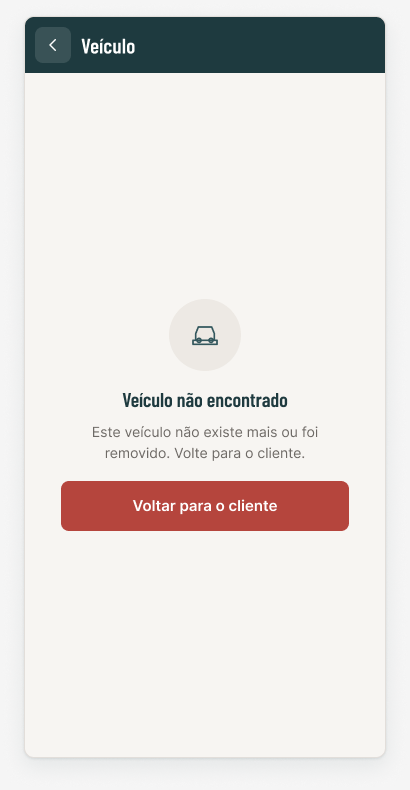 Veículo
Veículo não encontrado
Este veículo não existe mais ou foi
removido. Volte para o cliente.
Voltar para o cliente